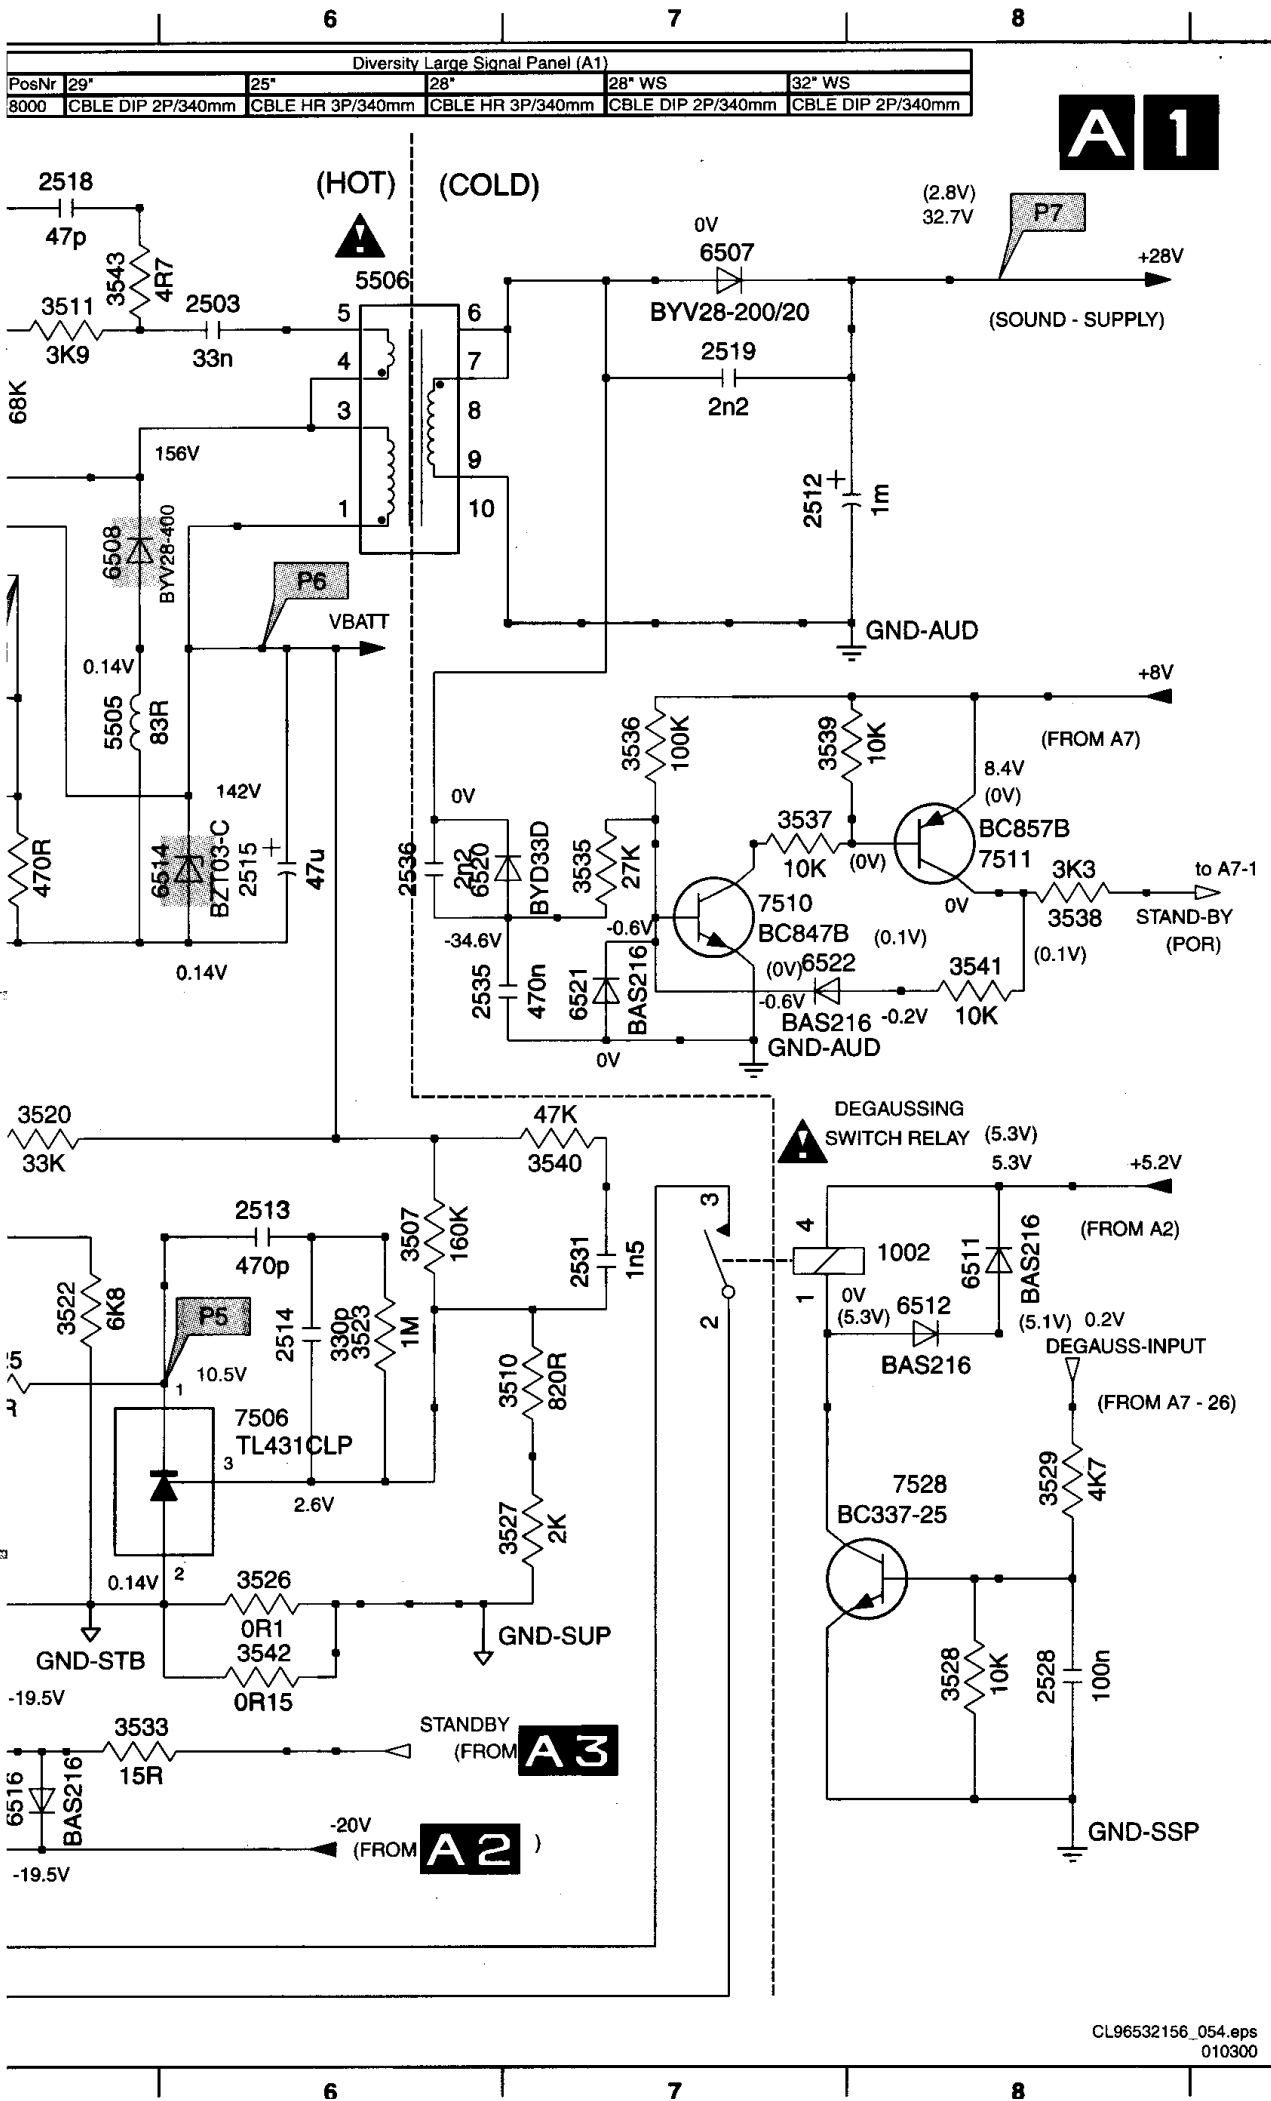 6
7
8
Diversity Large Signal Panel (A1)
PosNr 29" 25" 28" 28" WS 32" WS
8000 CBLE DIP 2P/340mm CBLE HR 3P/340mm CBLE HR 3P/340mm CBLE DIP 2P/340mm CBLE DIP 2P/340mm
A 1
2518
47p
(HOT)
(COLD)
(2.8V)
32.7V
P7
0V
6507
+28V
3543
4R7
5506
BYV28-200/20
(SOUND - SUPPLY)
3511
3K9
2503
33n
5
4
3
1
6
7
8
9
10
2519
2n2
68K
156V
2512
+
1m
6508
BYV28-400
P6
VBATT
GND-AUD
0.14V
5505
83R
+8V
3536
100K
3539
10K
(FROM A7)
142V
0V
8.4V
(0V)
470R
6514
BZT03-C
2515
+
47u
2536
2n2
6520
BYD33D
3535
27K
3537
10K
(0V)
BC857B
7511
3K3
3538
to A7-1
STAND-BY
(POR)
7510
BC847B
0V
-34.6V
-0.6V
(0.1V)
(0.1V)
0.14V
2535
470n
6521
BAS216
(0V)
6522
-0.6V
BAS216
-0.2V
3541
10K
0V
GND-AUD
3520
33K
47K
3540
DEGAUSSING
SWITCH RELAY
(5.3V)
5.3V
+5.2V
2513
470p
3507
160K
2531
1n5
3
2
4
1
1002
6511
BAS216
(FROM A2)
3522
6K8
P5
2514
330p
3523
1M
0V
(5.3V)
6512
BAS216
(5.1V)
0.2V
DEGAUSS-INPUT
5
R
1
10.5V
3510
820R
(FROM A7 - 26)
7506
TL431CLP
3
2.6V
7528
BC337-25
3529
4K7
3527
2K
0.14V
2
3526
0R1
3542
0R15
GND-STB
GND-SUP
3528
10K
2528
100n
-19.5V
3533
15R
STANDBY
(FROM A3
6516
BAS216
-20V
(FROM A2 )
-19.5V
GND-SSP
CL96532156_054.eps
010300
6
7
8